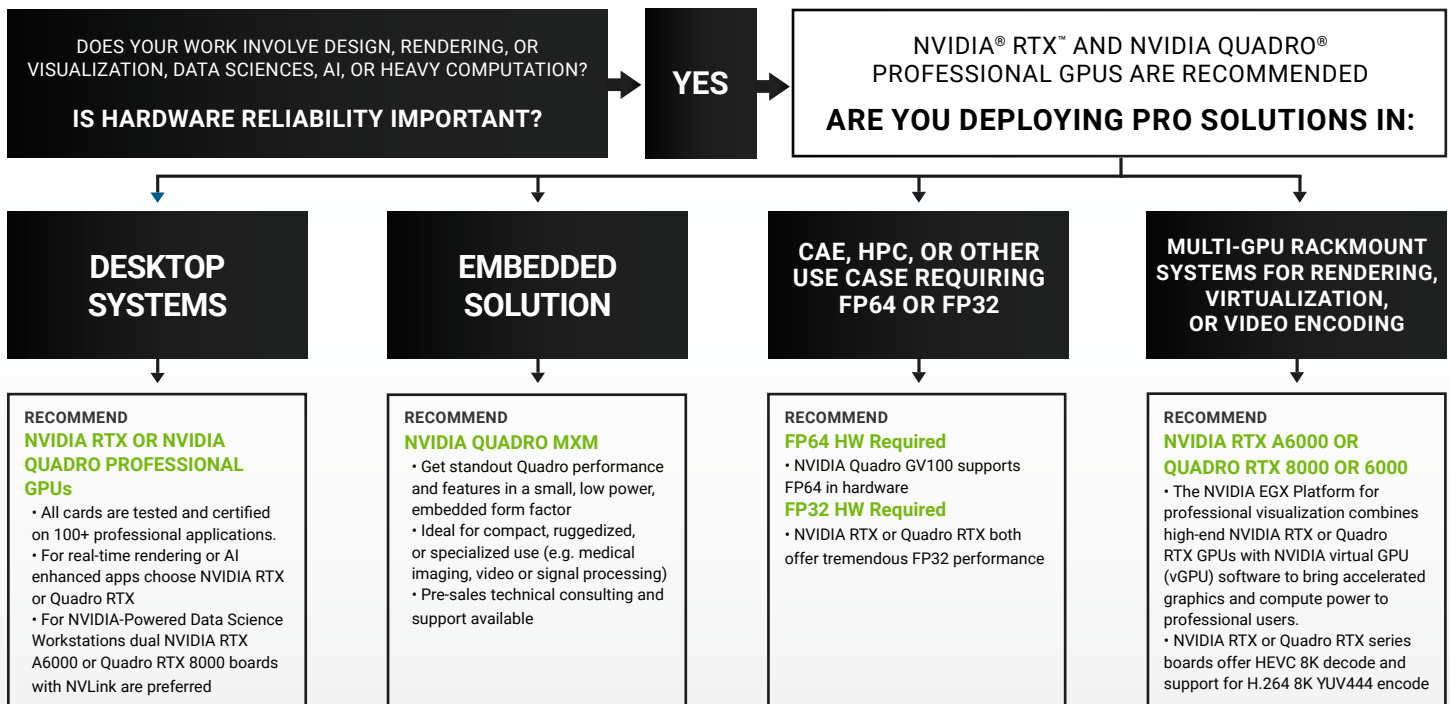 DOES YOUR WORK INVOLVE DESIGN, RENDERING, OR
VISUALIZATION, DATA SCIENCES, AI, OR HEAVY COMPUTATION?
IS HARDWARE RELIABILITY IMPORTANT?
YES
NVIDIA® RTX™ AND NVIDIA QUADRO®
PROFESSIONAL GPUS ARE RECOMMENDED
ARE YOU DEPLOYING PRO SOLUTIONS IN:
DESKTOP
SYSTEMS
RECOMMEND
NVIDIA RTX OR NVIDIA
QUADRO PROFESSIONAL
GPUs
• All cards are tested and certified
on 100+ professional applications.
• For real-time rendering or AI
enhanced apps choose NVIDIA RTX
or Quadro RTX
• For NVIDIA-Powered Data Science
Workstations dual NVIDIA RTX
A6000 or Quadro RTX 8000 boards
with NVLink are preferred
EMBEDDED
SOLUTION
RECOMMEND
NVIDIA QUADRO MXM
• Get standout Quadro performance
and features in a small, low power,
embedded form factor
• Ideal for compact, ruggedized,
or specialized use (e.g. medical
imaging, video or signal processing)
• Pre-sales technical consulting and
support available
CAE, HPC, OR OTHER
USE CASE REQUIRING
FP64 OR FP32
RECOMMEND
FP64 HW Required
• NVIDIA Quadro GV100 supports
FP64 in hardware
FP32 HW Required
• NVIDIA RTX or Quadro RTX both
offer tremendous FP32 performance
MULTI-GPU RACKMOUNT
SYSTEMS FOR RENDERING,
VIRTUALIZATION,
OR VIDEO ENCODING
RECOMMEND
NVIDIA RTX A6000 OR
QUADRO RTX 8000 OR 6000
• The NVIDIA EGX Platform for
professional visualization combines
high-end NVIDIA RTX or Quadro
RTX GPUs with NVIDIA virtual GPU
(vGPU) software to bring accelerated
graphics and compute power to
professional users.
• NVIDIA RTX or Quadro RTX series
boards offer HEVC 8K decode and
support for H.264 8K YUV444 encode